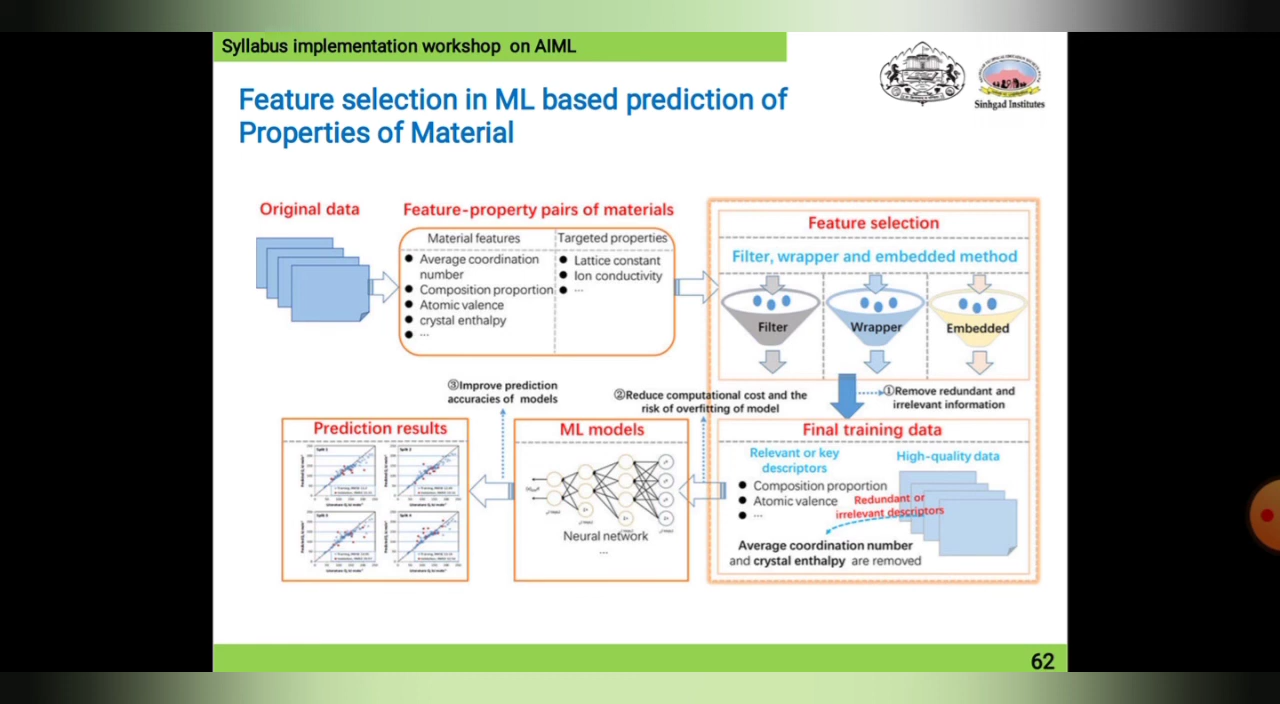 Syllabus implementation workshop on AIML
Sinhgad Institutes
Feature selection in ML based prediction of
Properties of Material
Original data
Feature-property pairs of materials
Material features
Targeted properties
Average coordination
number
Composition proportion
Atomic valence
crystal enthalpy
...
Lattice constant
Ion conductivity
...
Feature selection
Filter, wrapper and embedded method
Filter
Wrapper
Embedded
①Remove redundant and
irrelevant information
②Reduce computational cost and the
risk of overfitting of model
③Improve prediction
accuracies of models
Prediction results
ML models
Neural network
...
Final training data
Relevant or key
descriptors
High-quality data
Composition proportion
Atomic valence
...
Redundant or
irrelevant descriptors
Average coordination number
and crystal enthalpy are removed
62